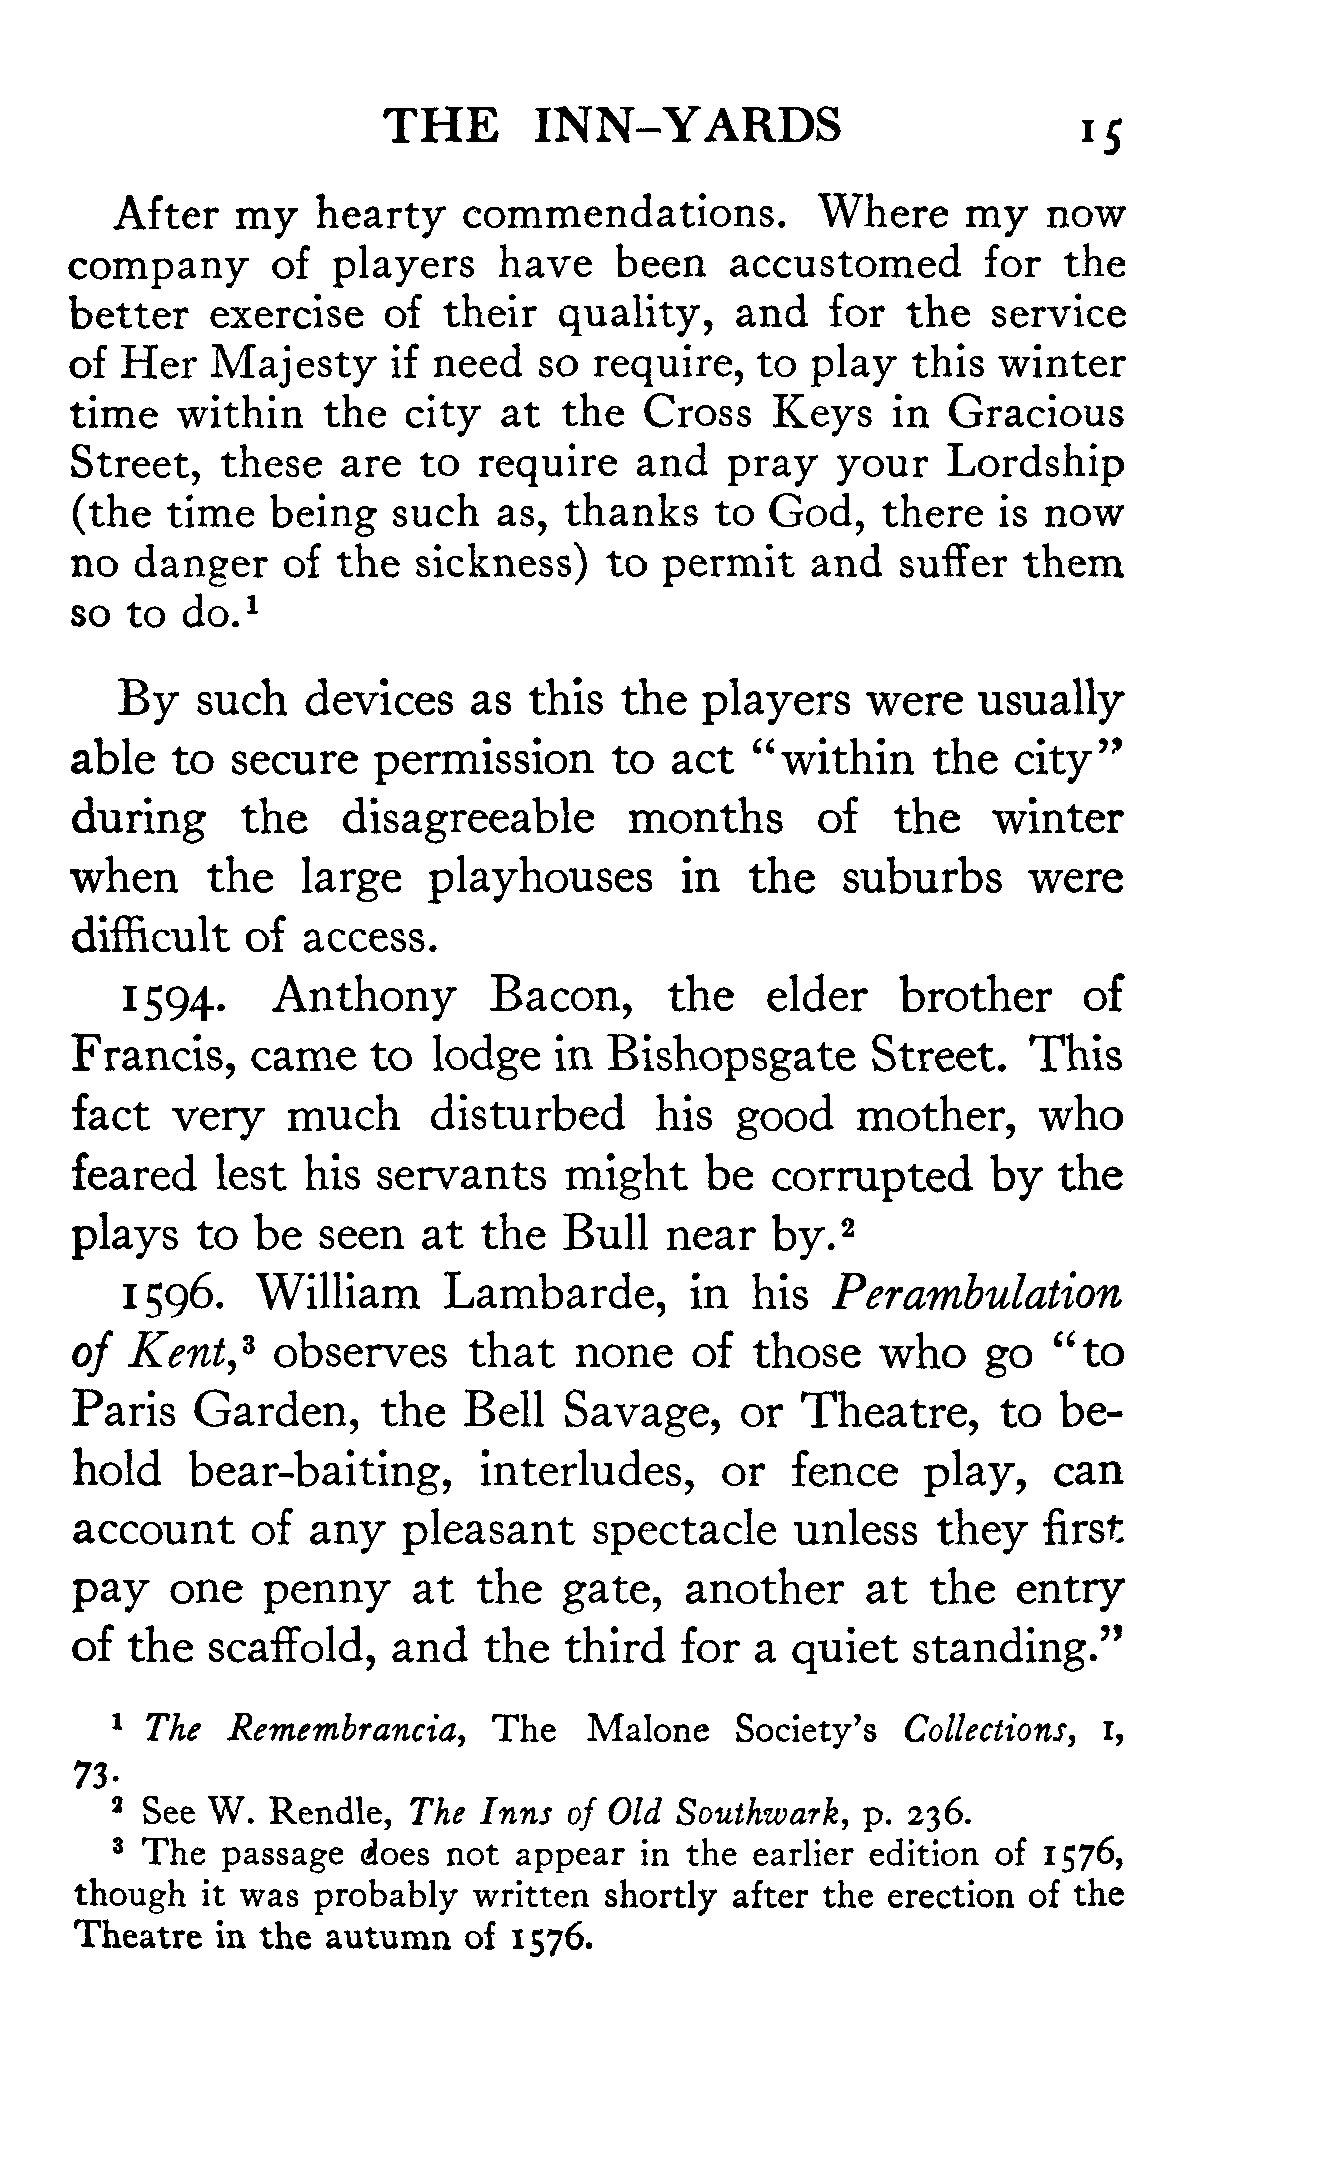 THE INN-YARDS 15
After my hearty commendations. Where my now
company of players have been accustomed for the
better exercise of their quality, and for the service
of Her Majesty if need so require, to play this winter
time within the city at the Cross Keys in Gracious
Street, these are to require and pray your Lordship
(the time being such as, thanks to God, there is now
no danger of the sickness) to permit and suffer them
so to do.¹
By such devices as this the players were usually
able to secure permission to act “within the city”
during the disagreeable months of the winter
when the large playhouses in the suburbs were
difficult of access.
1594. Anthony Bacon, the elder brother of
Francis, came to lodge in Bishopsgate Street. This
fact very much disturbed his good mother, who
feared lest his servants might be corrupted by the
plays to be seen at the Bull near by.²
1596. William Lambarde, in his Perambulation
of Kent,³ observes that none of those who go “to
Paris Garden, the Bell Savage, or Theatre, to be-
hold bear-baiting, interludes, or fence play, can
account of any pleasant spectacle unless they first
pay one penny at the gate, another at the entry
of the scaffold, and the third for a quiet standing.”
¹ The Remembrancia, The Malone Society’s Collections, I,
73.
² See W. Rendle, The Inns of Old Southwark, p. 236.
³ The passage does not appear in the earlier edition of 1576,
though it was probably written shortly after the erection of the
Theatre in the autumn of 1576.